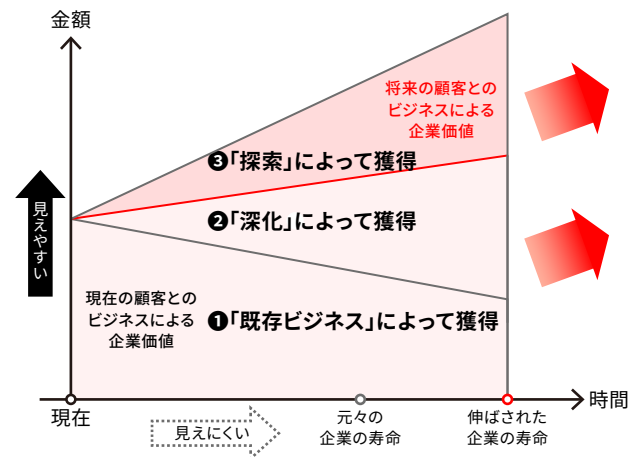 金額
将来の顧客との
ビジネスによる
企業価値
❸「探索」によって獲得
見えやすい
❷「深化」によって獲得
現在の顧客との
ビジネスによる
企業価値
❶「既存ビジネス」によって獲得
時間
現在
見えにくい
元々の
企業の寿命
伸ばされた
企業の寿命